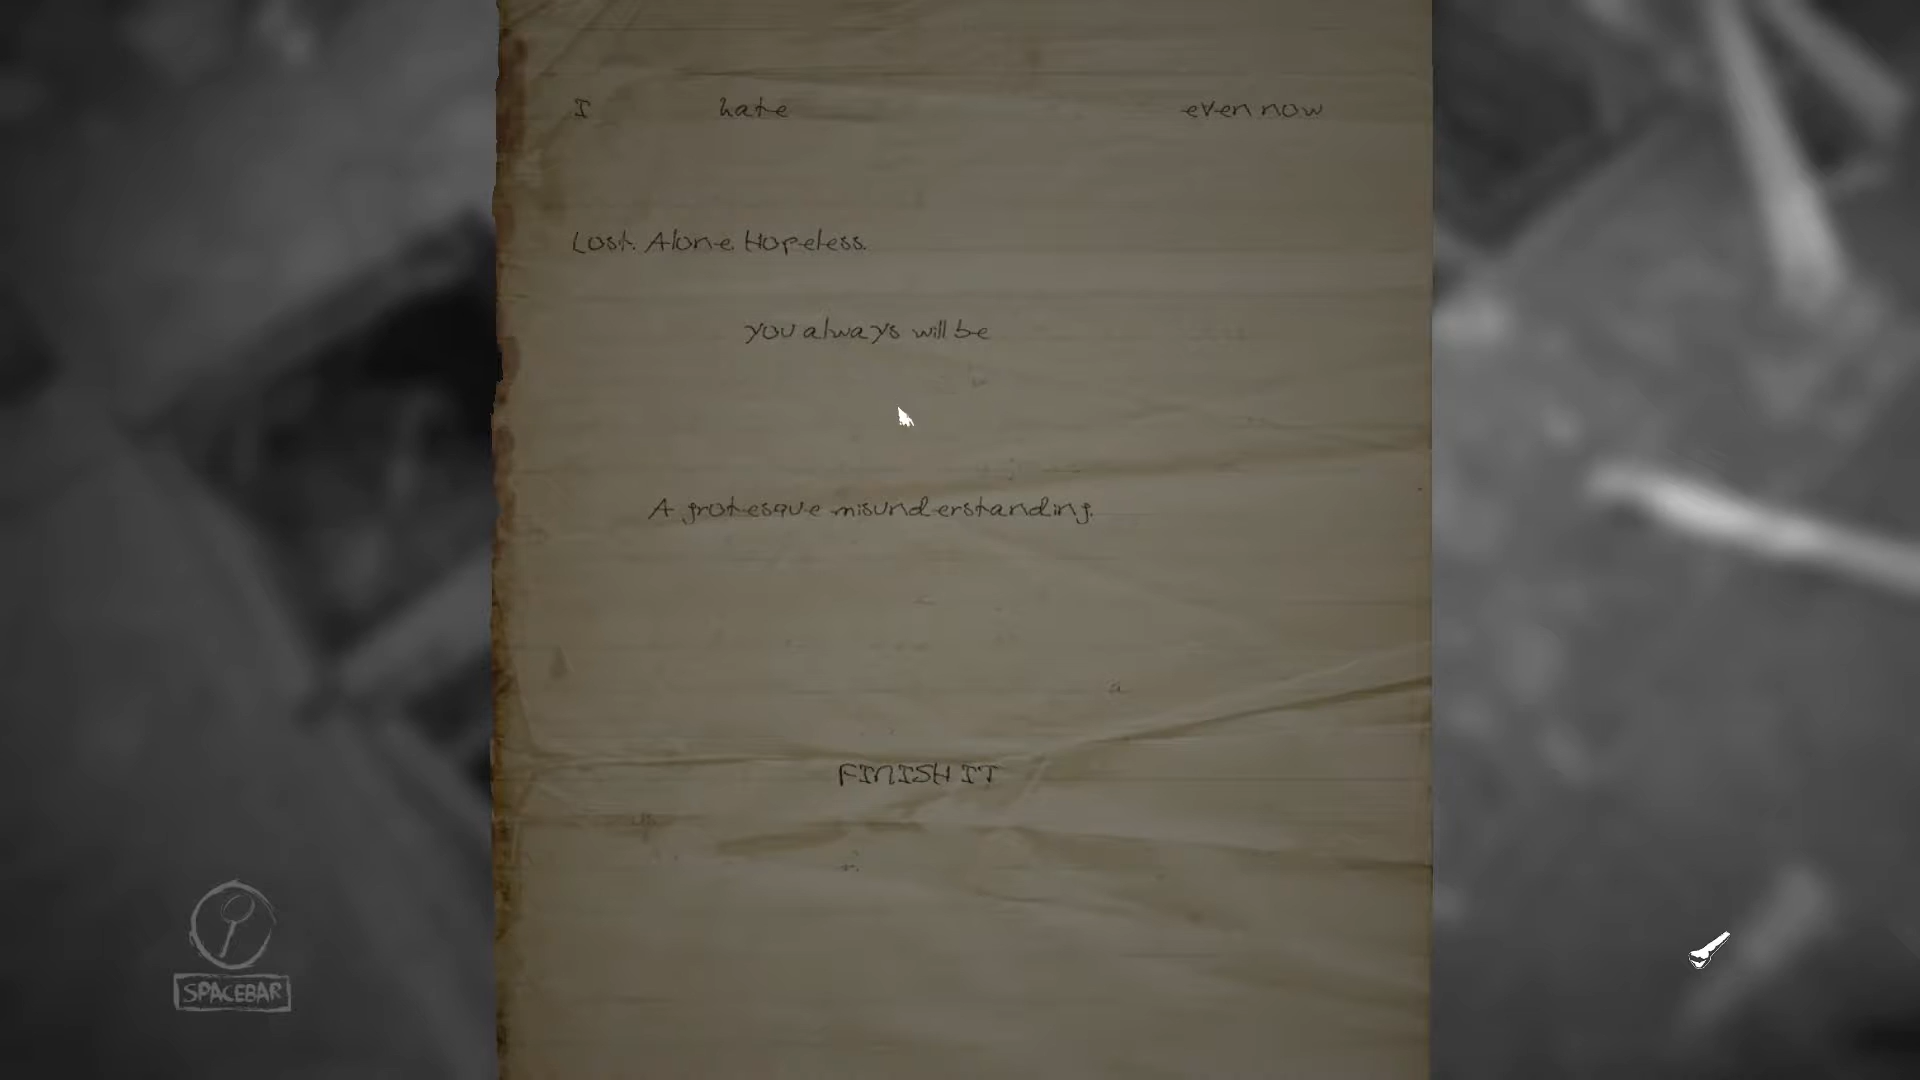 I hate even now
Lost. Alone. Hopeless.
you always will be
A grotesque misunderstanding.
a
FINISH IT
SPACEBAR